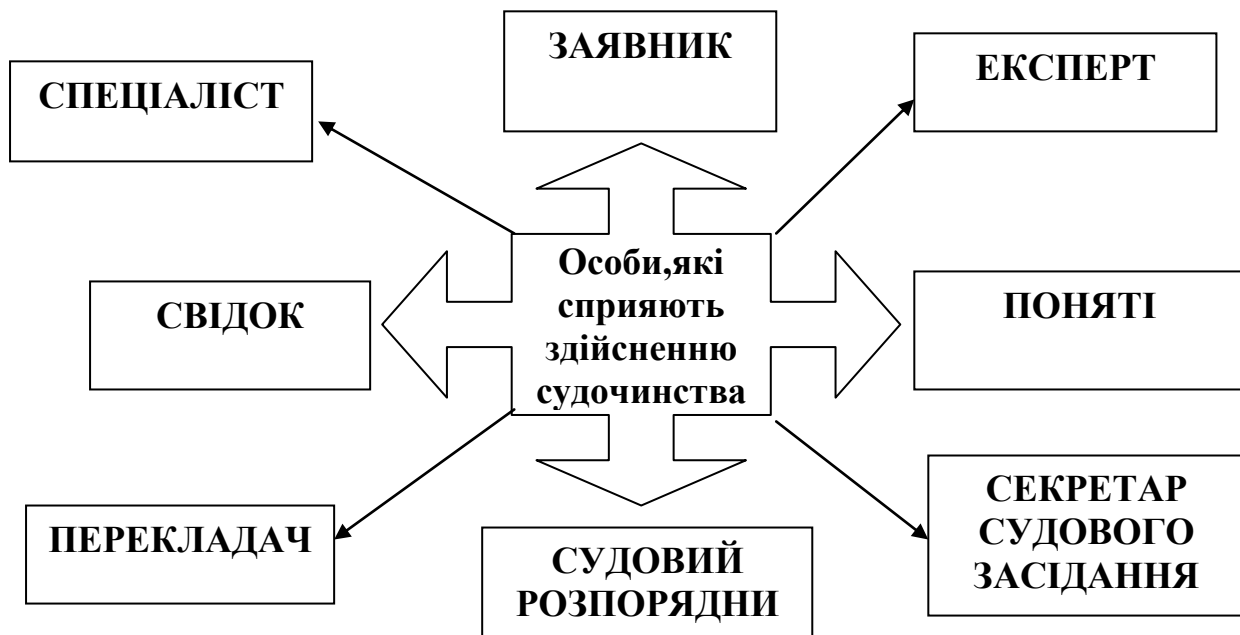 ЗАЯВНИК
СПЕЦІАЛІСТ
ЕКСПЕРТ
Особи,які
сприяють
здійсненню
судочинства
СВІДОК
ПОНЯТІ
ПЕРЕКЛАДАЧ
СУДОВИЙ
РОЗПОРЯДНИ
СЕКРЕТАР
СУДОВОГО
ЗАСІДАННЯ